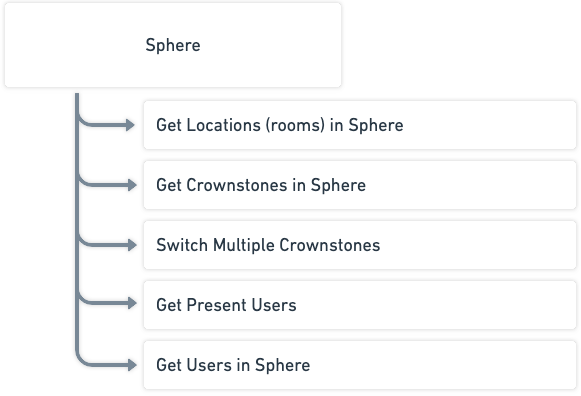 Sphere
Get Locations (rooms) in Sphere
Get Crownstones in Sphere
Switch Multiple Crownstones
Get Present Users
Get Users in Sphere